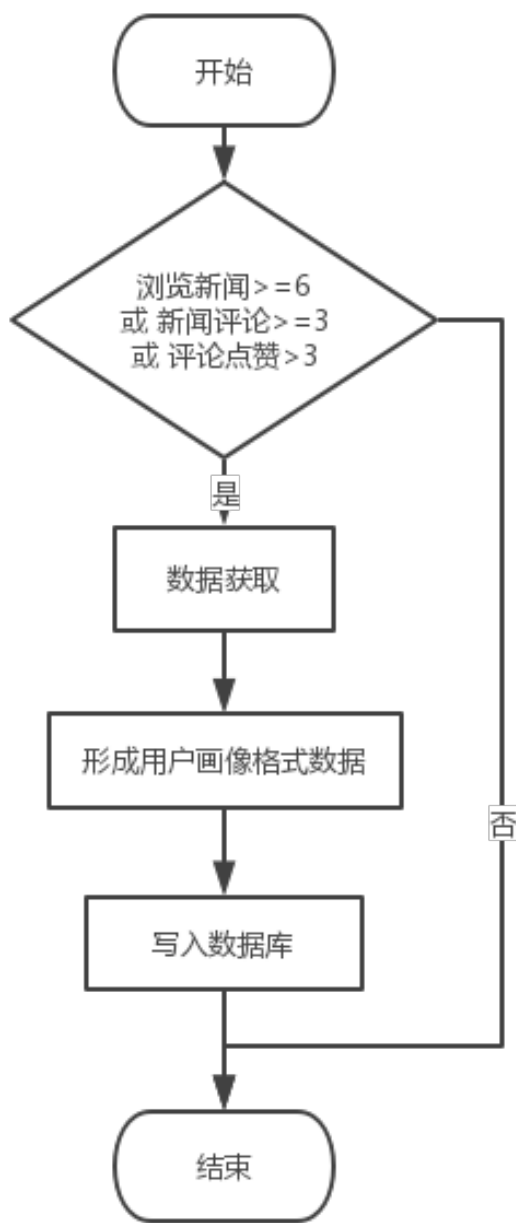 开始
浏览新闻>=6
或 新闻评论>=3
或 评论点赞>3
是
数据获取
形成用户画像格式数据
否
写入数据库
结束